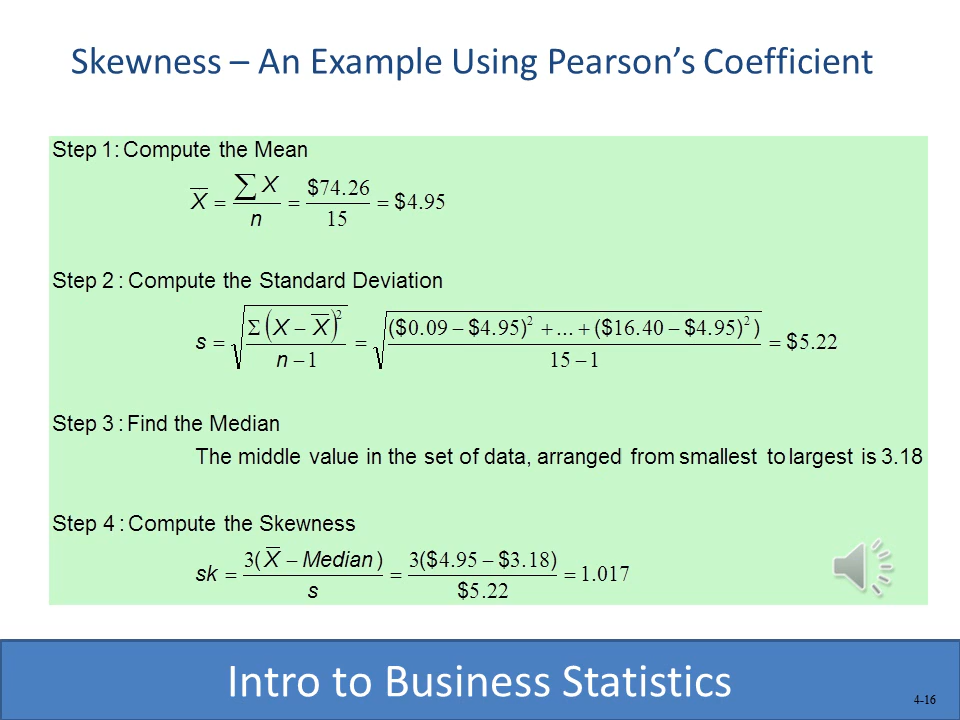 Skewness – An Example Using Pearson's Coefficient
Step 1: Compute the Mean
X̅ = ∑ X / n = $74.26 / 15 = $4.95
Step 2 : Compute the Standard Deviation
s = √( Σ (X − X̅)² / n − 1 ) = √( ($0.09 − $4.95)² + ... + ($16.40 − $4.95)² ) / 15 − 1 ) = $5.22
Step 3 : Find the Median
The middle value in the set of data, arranged from smallest to largest is 3.18
Step 4 : Compute the Skewness
sk = 3( X̅ − Median ) / s = 3($4.95 − $3.18) / $5.22 = 1.017
Intro to Business Statistics
4-16